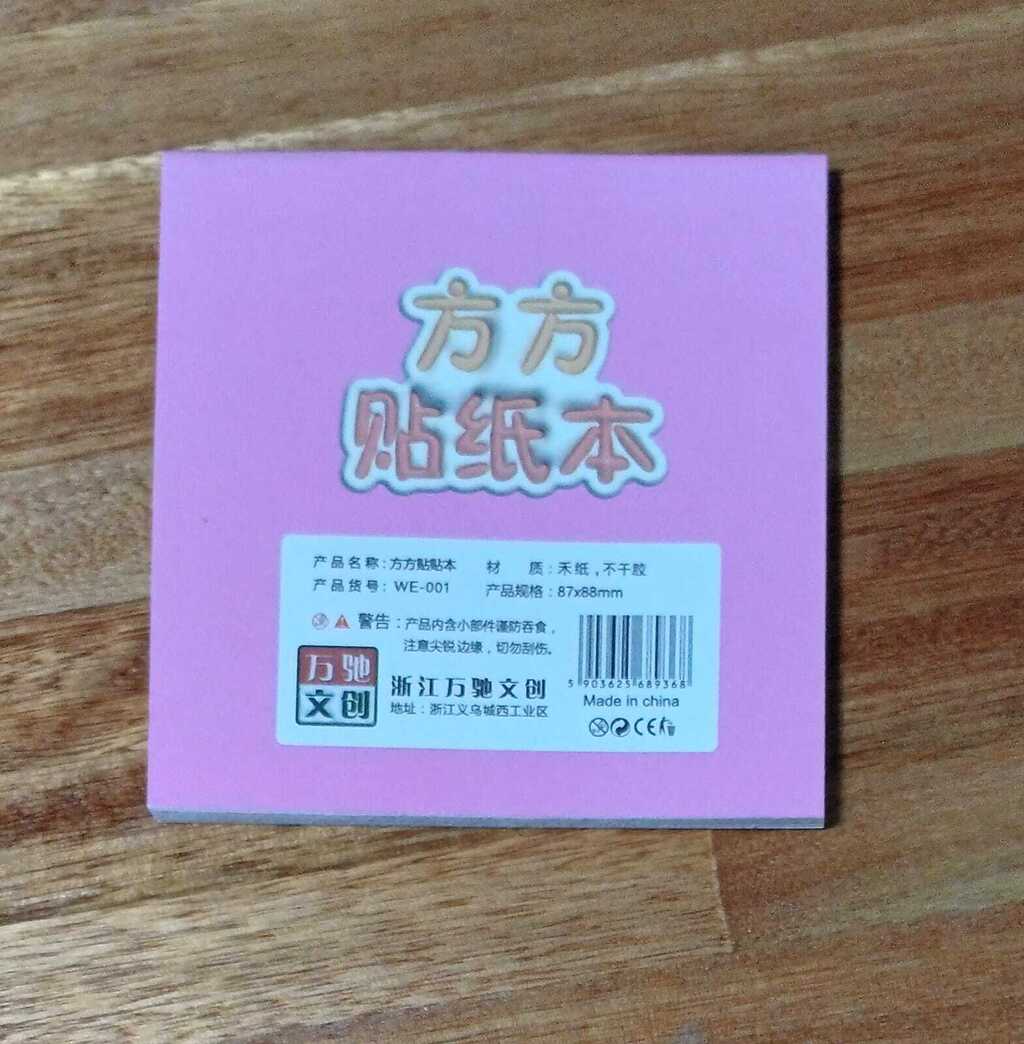 方方
贴纸本
产品名称：方方贴贴本 材 质：禾纸，不干胶
产品货号：WE-001 产品规格：87x88mm
警告：产品内含小部件谨防吞食，
注意尖锐边缘，切勿刮伤。
万驰
文创
浙江万驰文创
地址：浙江义乌城西工业区
5 903625 689368
Made in china
CE